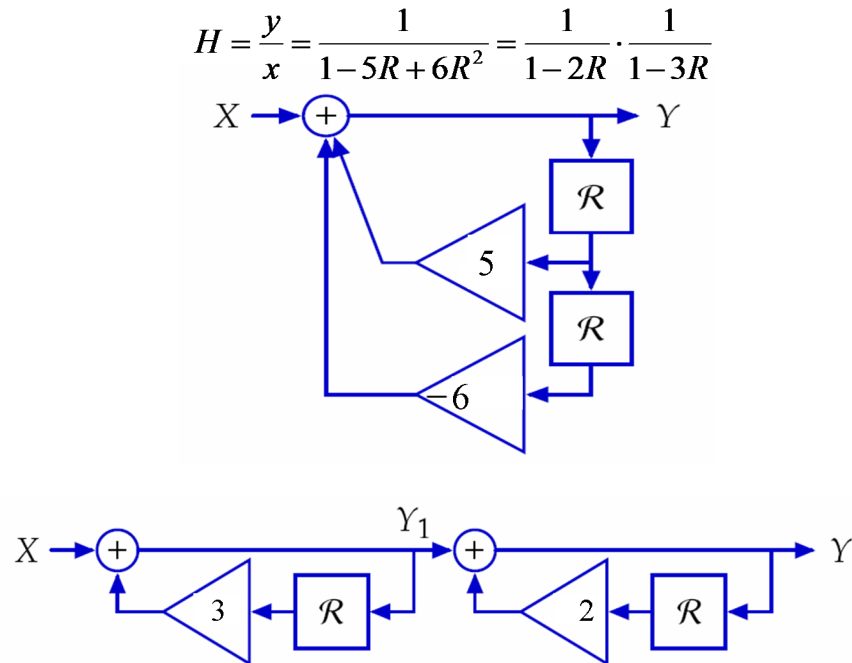 H = y/x = 1/(1−5R+6R²) = 1/(1−2R) · 1/(1−3R)
X + Y
R
5
R
−6
X + Y₁ + Y
3 R 2 R